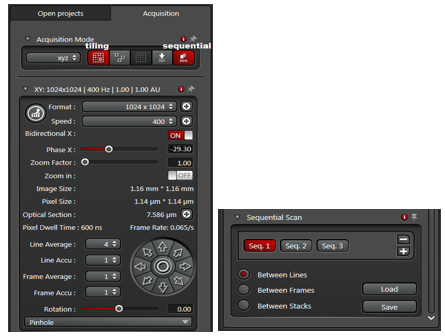 Open projects
Acquisition
Acquisition Mode
tiling
sequential
xyz
XY: 1024x1024 | 400 Hz | 1.00 | 1.00 AU
Format : 1024 x 1024
Speed : 400
Bidirectional X : ON
Phase X : -29.30
Zoom Factor : 1.00
Zoom in : OFF
Image Size : 1.16 mm * 1.16 mm
Pixel Size : 1.14 µm * 1.14 µm
Optical Section : 7.586 µm
Pixel Dwell Time : 600 ns Frame Rate: 0.065/s
Line Average : 4
Line Accu : 1
Frame Average : 1
Frame Accu : 1
Rotation : 0.00
Pinhole
Sequential Scan
Seq. 1 Seq. 2 Seq. 3
Between Lines
Between Frames
Between Stacks
Load
Save